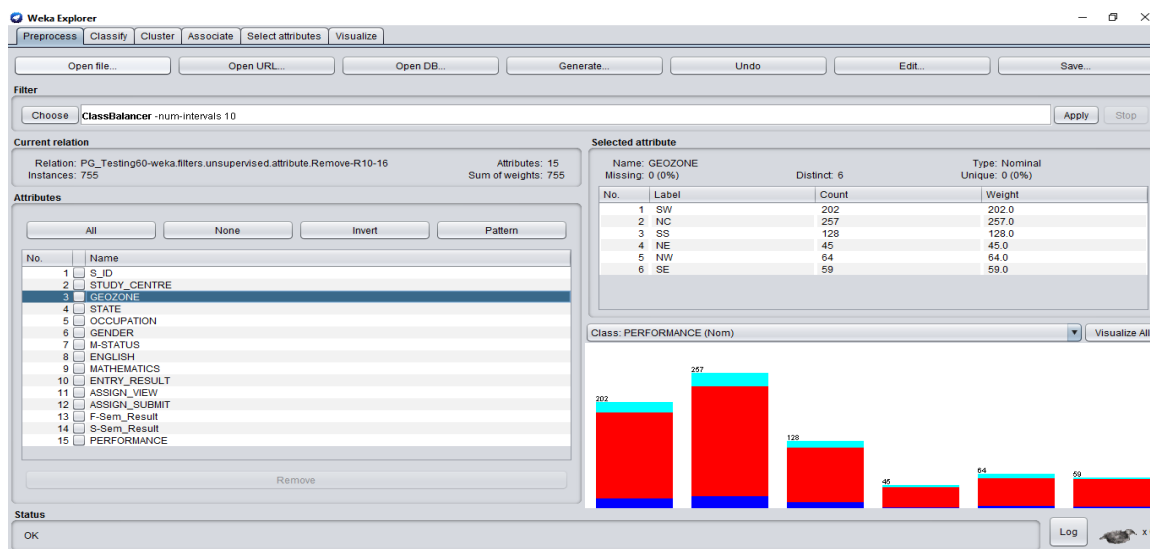 Weka Explorer
Preprocess Classify Cluster Associate Select attributes Visualize
Open file... Open URL... Open DB... Generate... Undo Edit... Save...
Filter
Choose ClassBalancer -num-intervals 10 Apply Stop
Current relation
Relation: PG_Testing60-weka.filters.unsupervised.attribute.Remove-R10-16 Attributes: 15
Instances: 755 Sum of weights: 755
Attributes
All None Invert Pattern
No. Name
1 S_ID
2 STUDY_CENTRE
3 GEOZONE
4 STATE
5 OCCUPATION
6 GENDER
7 M-STATUS
8 ENGLISH
9 MATHEMATICS
10 ENTRY_RESULT
11 ASSIGN_VIEW
12 ASSIGN_SUBMIT
13 F-Sem_Result
14 S-Sem_Result
15 PERFORMANCE
Remove
Selected attribute
Name: GEOZONE Type: Nominal
Missing: 0 (0%) Distinct: 6 Unique: 0 (0%)
No. Label Count Weight
1 SW 202 202.0
2 NC 257 257.0
3 SS 128 128.0
4 NE 45 45.0
5 NW 64 64.0
6 SE 59 59.0
Class: PERFORMANCE (Nom) Visualize All
202 257 128 45 64 59
Status
OK Log x